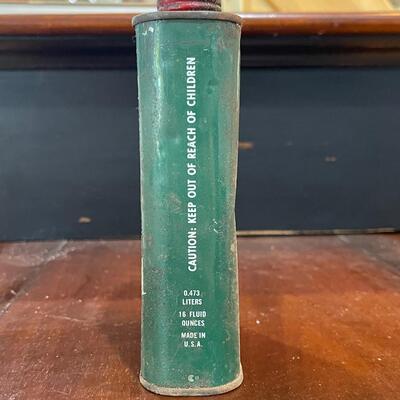 CAUTION: KEEP OUT OF REACH OF CHILDREN
0.473
LITERS
16 FLUID
OUNCES
MADE IN
U.S.A.